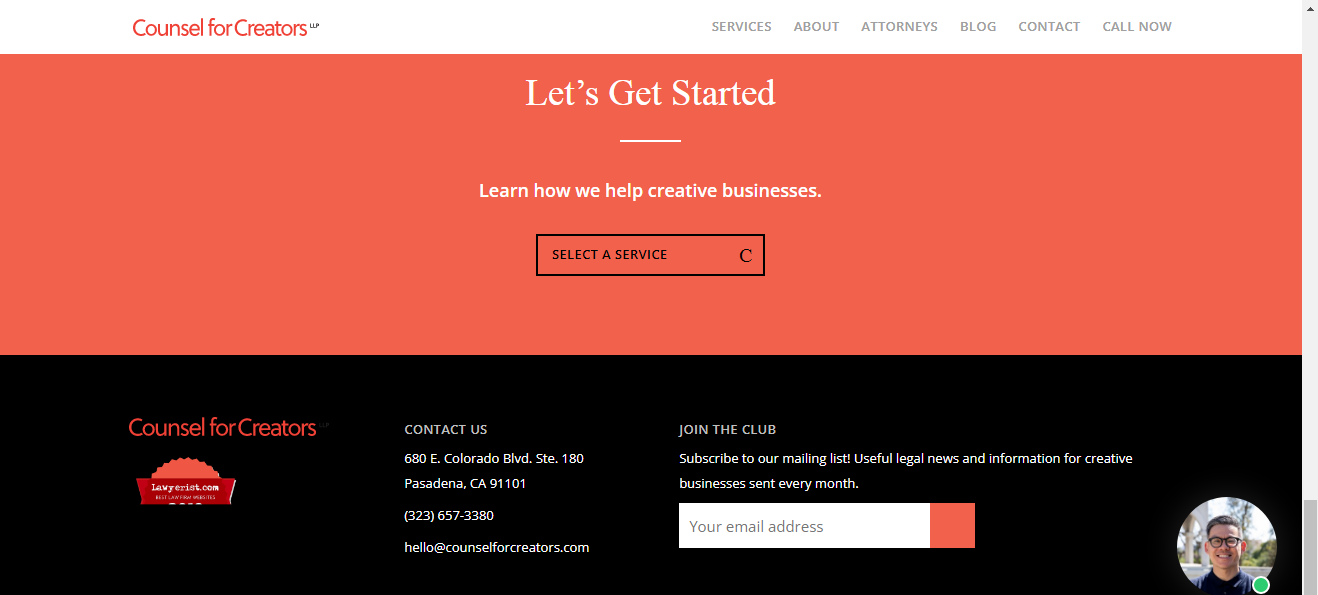 Counsel for Creators LLP
SERVICES ABOUT ATTORNEYS BLOG CONTACT CALL NOW
Let’s Get Started
Learn how we help creative businesses.
SELECT A SERVICE C
Counsel for Creators LLP
Lawyerist.com
BEST LAW FIRM WEBSITES
CONTACT US
680 E. Colorado Blvd. Ste. 180
Pasadena, CA 91101
(323) 657-3380
hello@counselforcreators.com
JOIN THE CLUB
Subscribe to our mailing list! Useful legal news and information for creative
businesses sent every month.
Your email address